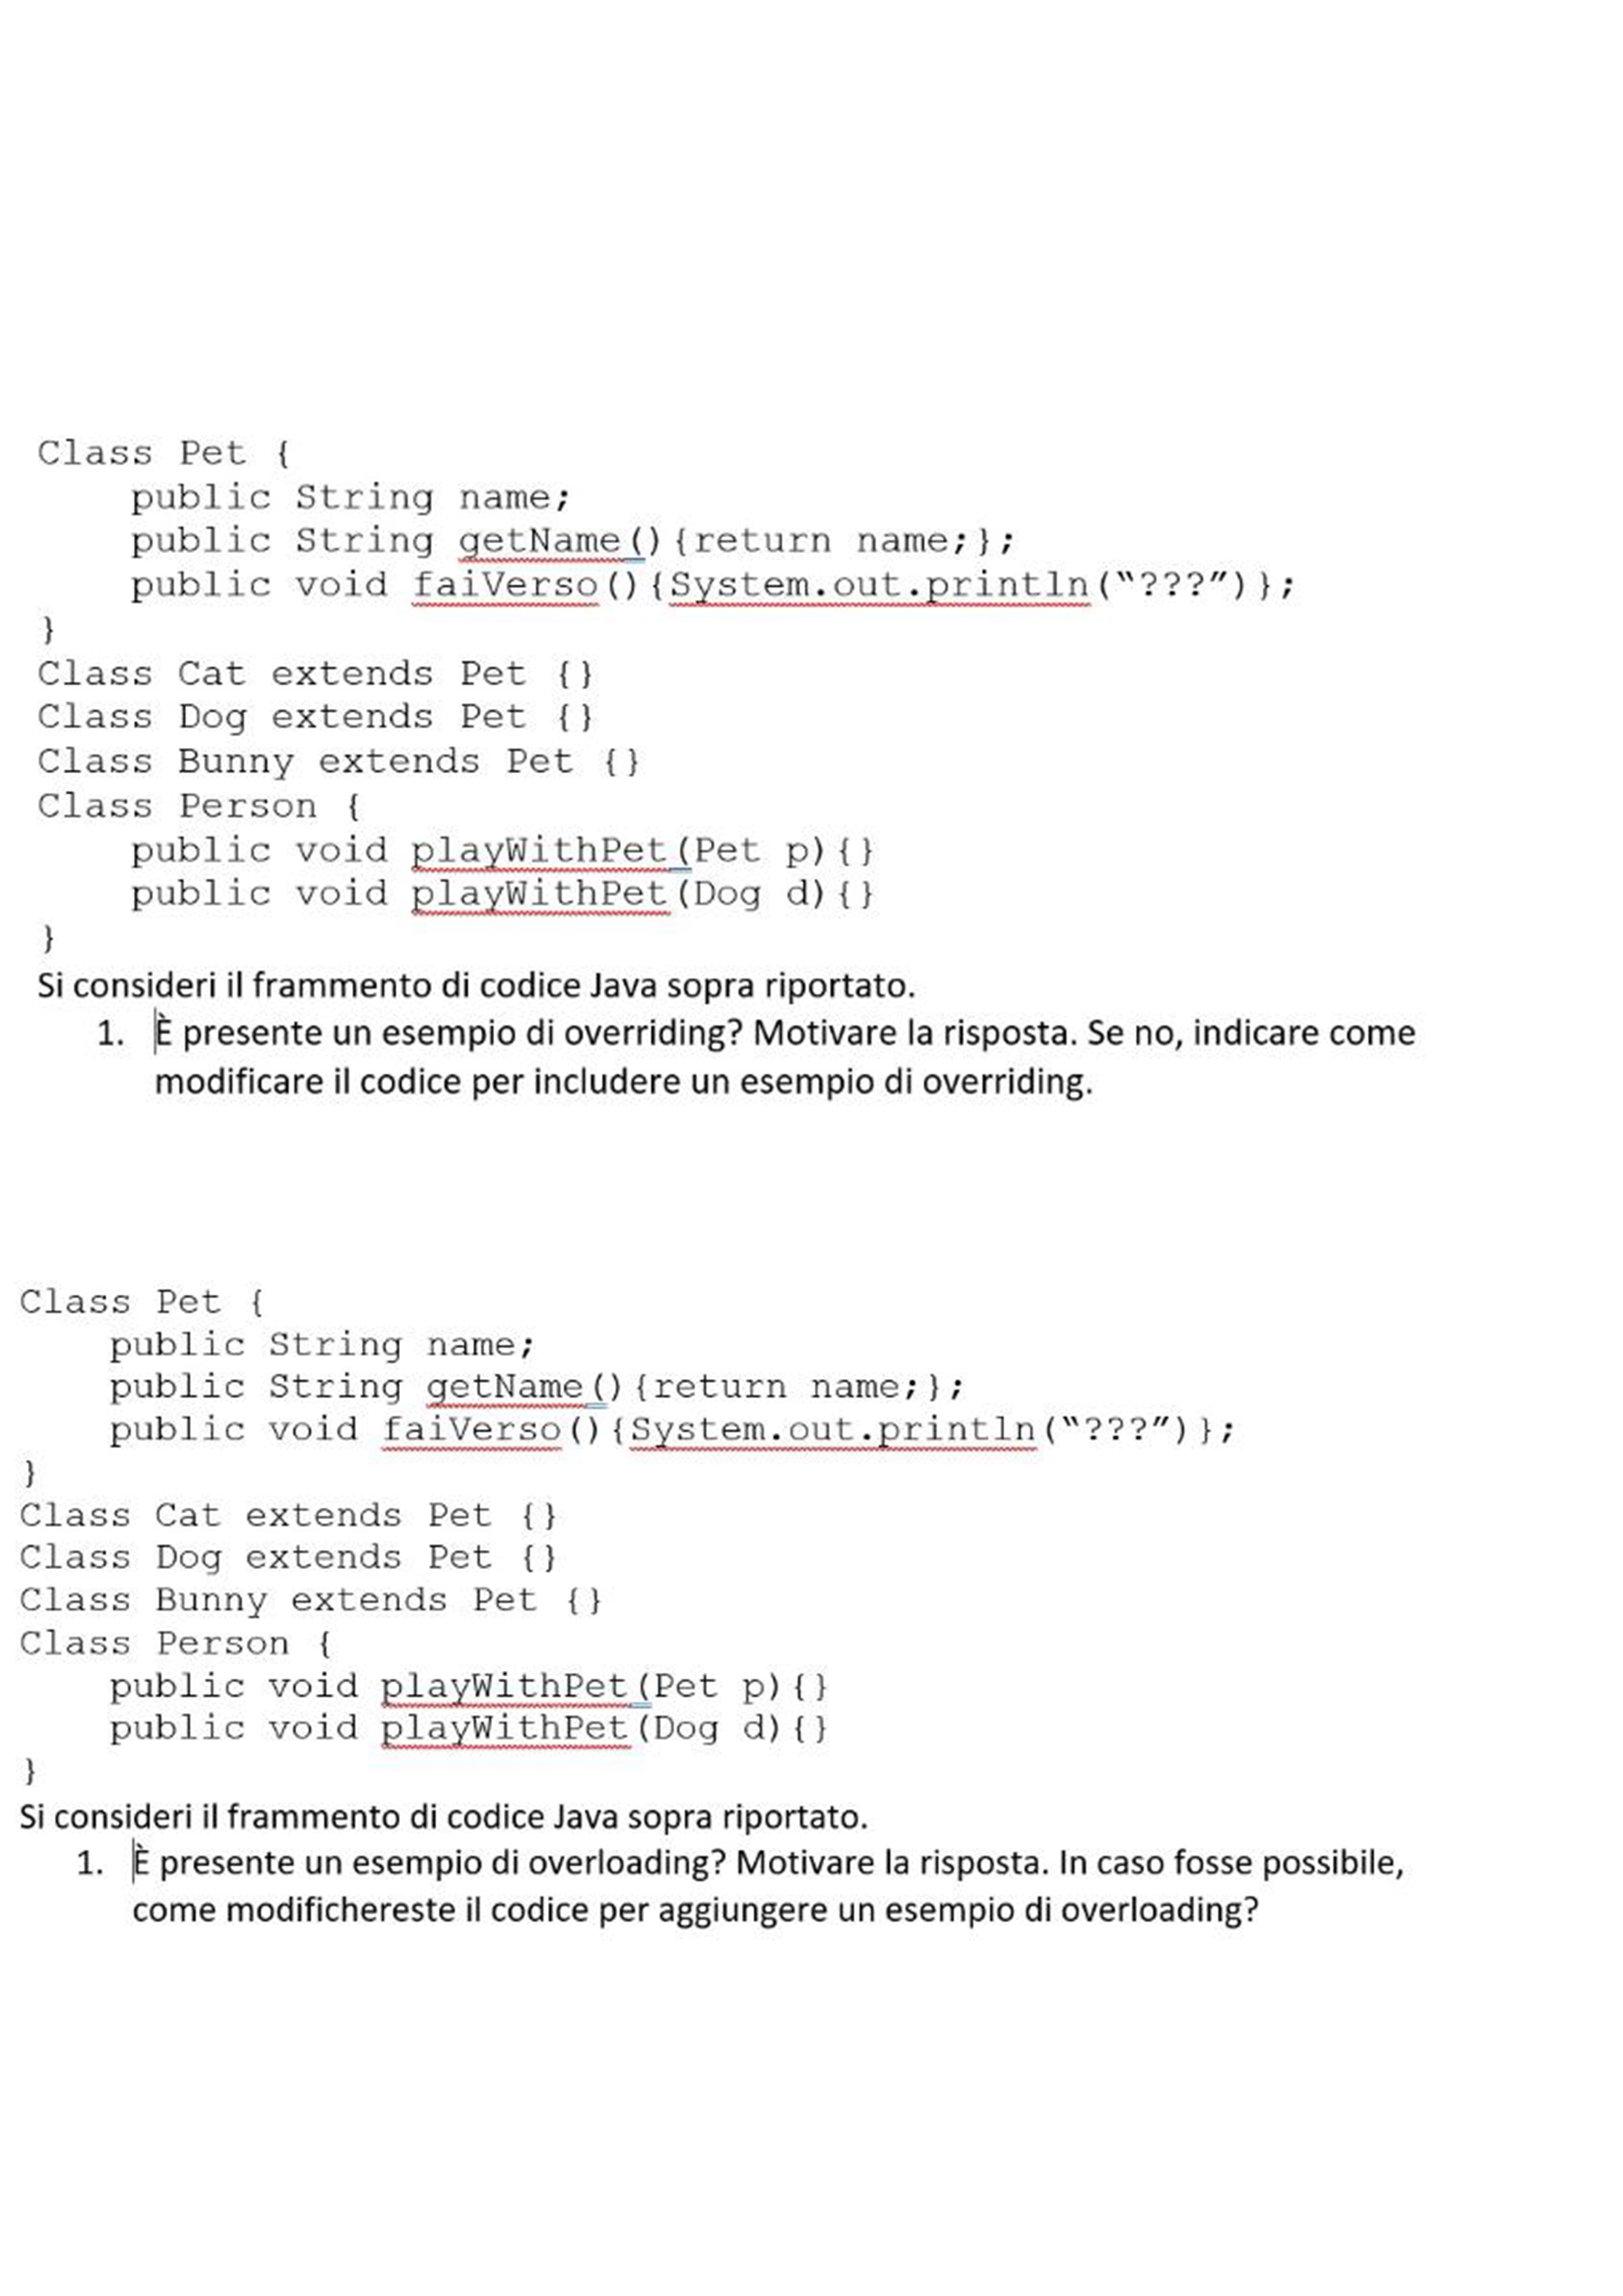 Class Pet {
public String name;
public String getName(){return name;};
public void faiVerso(){System.out.println(“???”)};
}
Class Cat extends Pet {}
Class Dog extends Pet {}
Class Bunny extends Pet {}
Class Person {
public void playWithPet(Pet p){}
public void playWithPet(Dog d){}
}
Si consideri il frammento di codice Java sopra riportato.
1. È presente un esempio di overriding? Motivare la risposta. Se no, indicare come
modificare il codice per includere un esempio di overriding.
Class Pet {
public String name;
public String getName(){return name;};
public void faiVerso(){System.out.println(“???”)};
}
Class Cat extends Pet {}
Class Dog extends Pet {}
Class Bunny extends Pet {}
Class Person {
public void playWithPet(Pet p){}
public void playWithPet(Dog d){}
}
Si consideri il frammento di codice Java sopra riportato.
1. È presente un esempio di overloading? Motivare la risposta. In caso fosse possibile,
come modifichereste il codice per aggiungere un esempio di overloading?